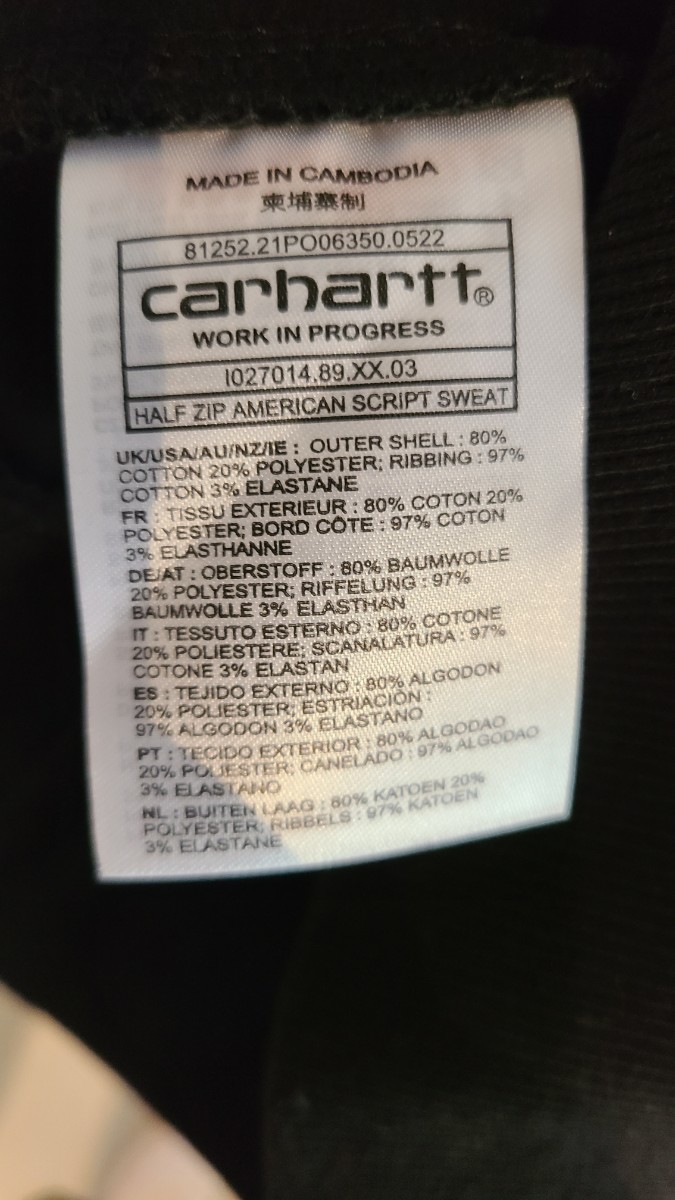 MADE IN CAMBODIA
柬埔寨制
81252.21PO06350.0522
carhartt®
WORK IN PROGRESS
I027014.89.XX.03
HALF ZIP AMERICAN SCRIPT SWEAT
UK/USA/AU/NZ/IE : OUTER SHELL : 80%
COTTON 20% POLYESTER; RIBBING : 97%
COTTON 3% ELASTANE
FR : TISSU EXTERIEUR : 80% COTON 20%
POLYESTER; BORD CÔTE : 97% COTON
3% ELASTHANNE
DE/AT : OBERSTOFF : 80% BAUMWOLLE
20% POLYESTER; RIFFELUNG : 97%
BAUMWOLLE 3% ELASTHAN
IT : TESSUTO ESTERNO : 80% COTONE
20% POLIESTERE; SCANALATURA : 97%
COTONE 3% ELASTAN
ES : TEJIDO EXTERNO : 80% ALGODON
20% POLIESTER; ESTRIACIÓN :
97% ALGODON 3% ELASTANO
PT : TECIDO EXTERIOR : 80% ALGODAO
20% POLIESTER; CANELADO : 97% ALGODAO
3% ELASTANO
NL : BUITEN LAAG : 80% KATOEN 20%
POLYESTER; RIBBELS : 97% KATOEN
3% ELASTANE